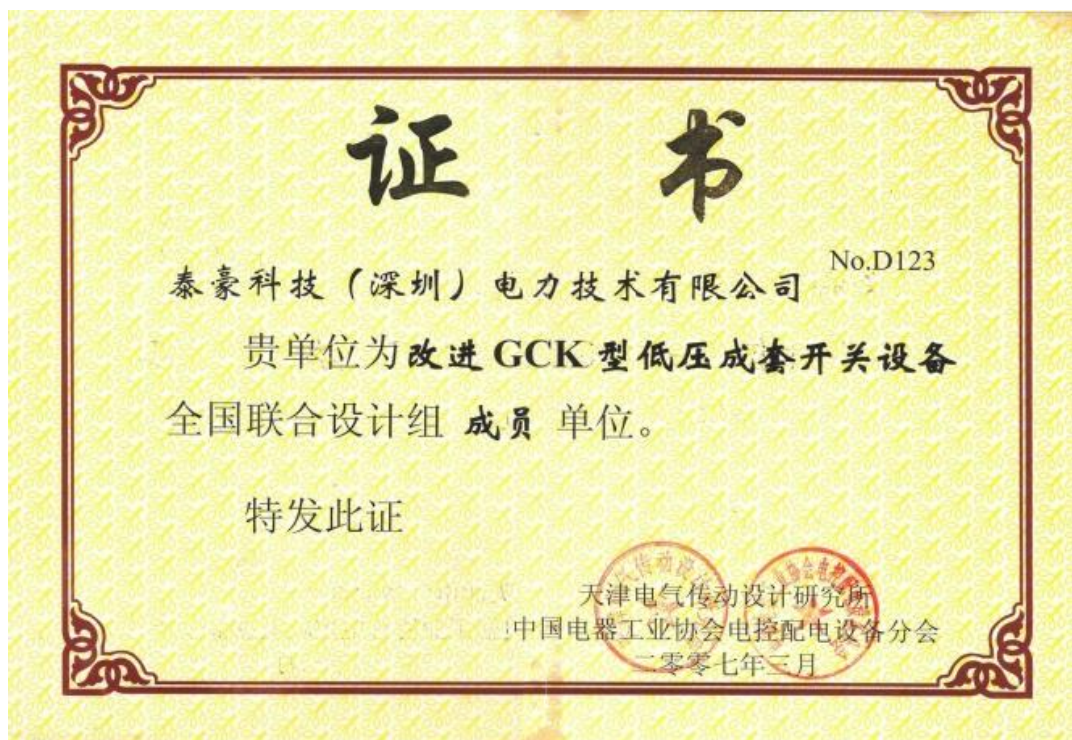 证 书
No.D123
泰豪科技（深圳）电力技术有限公司
贵单位为改进GCK型低压成套开关设备
全国联合设计组 成员 单位。
特发此证
天津电气传动设计研究所
中国电器工业协会电控配电设备分会
二零零七年三月